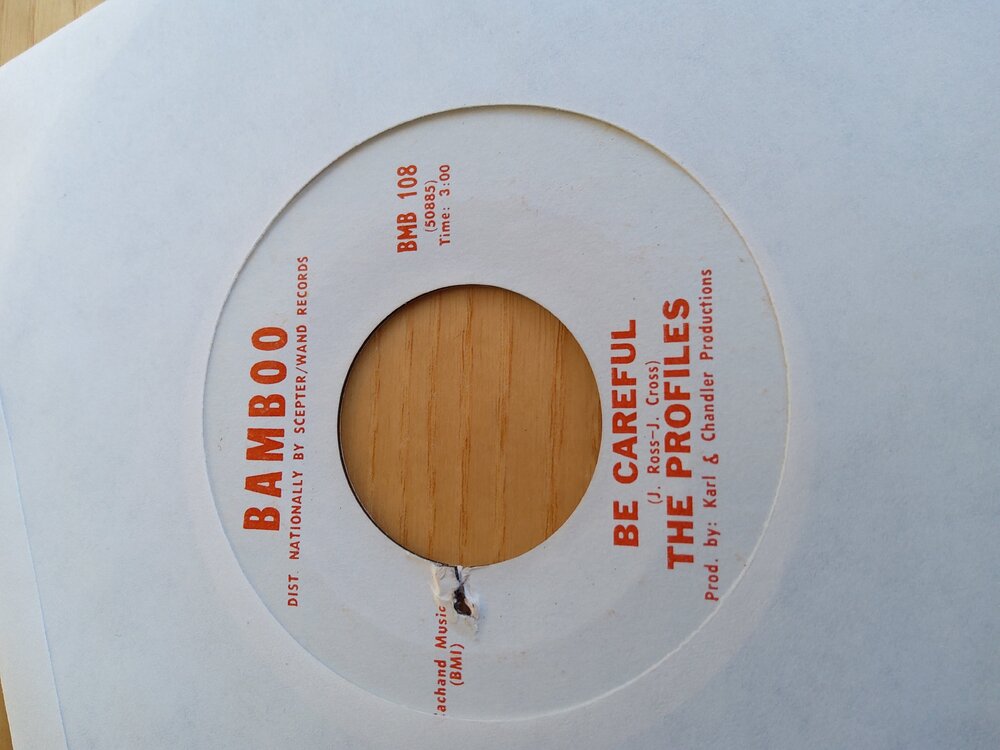 BAMBOO
DIST. NATIONALLY BY SCEPTER/WAND RECORDS
BMB 108
(50885)
Time: 3:00
Music
(BMI)
BE CAREFUL
(J. Ross-J. Cross)
THE PROFILES
Prod. by: Karl & Chandler Productions